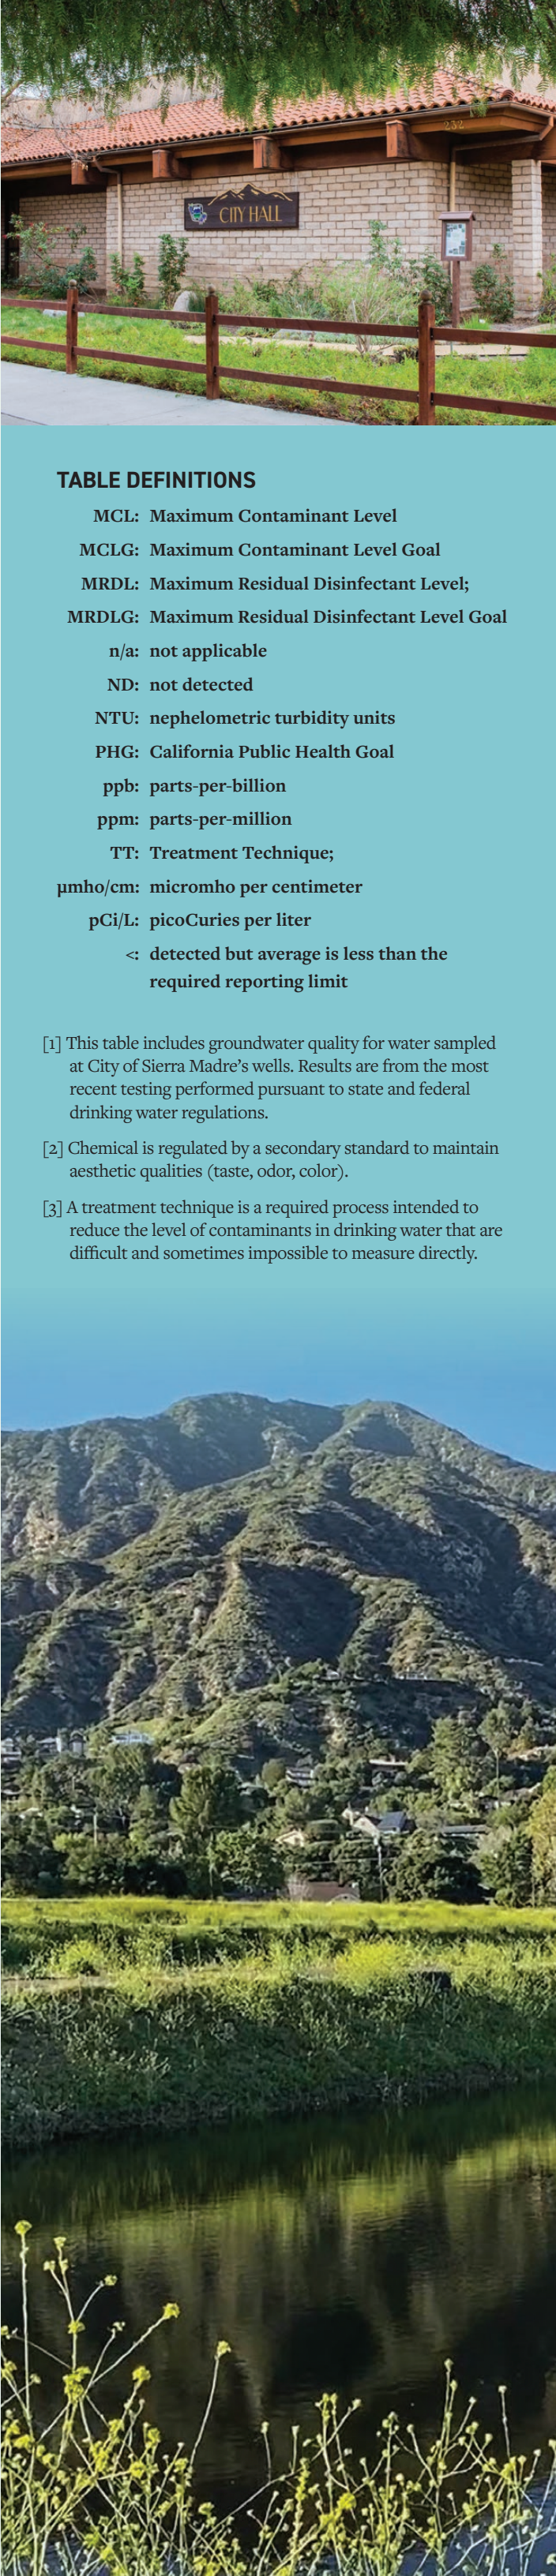 232
CITY HALL
TABLE DEFINITIONS
MCL: Maximum Contaminant Level
MCLG: Maximum Contaminant Level Goal
MRDL: Maximum Residual Disinfectant Level;
MRDLG: Maximum Residual Disinfectant Level Goal
n/a: not applicable
ND: not detected
NTU: nephelometric turbidity units
PHG: California Public Health Goal
ppb: parts-per-billion
ppm: parts-per-million
TT: Treatment Technique;
µmho/cm: micromho per centimeter
pCi/L: picoCuries per liter
<: detected but average is less than the
required reporting limit
[1] This table includes groundwater quality for water sampled
at City of Sierra Madre’s wells. Results are from the most
recent testing performed pursuant to state and federal
drinking water regulations.
[2] Chemical is regulated by a secondary standard to maintain
aesthetic qualities (taste, odor, color).
[3] A treatment technique is a required process intended to
reduce the level of contaminants in drinking water that are
difficult and sometimes impossible to measure directly.